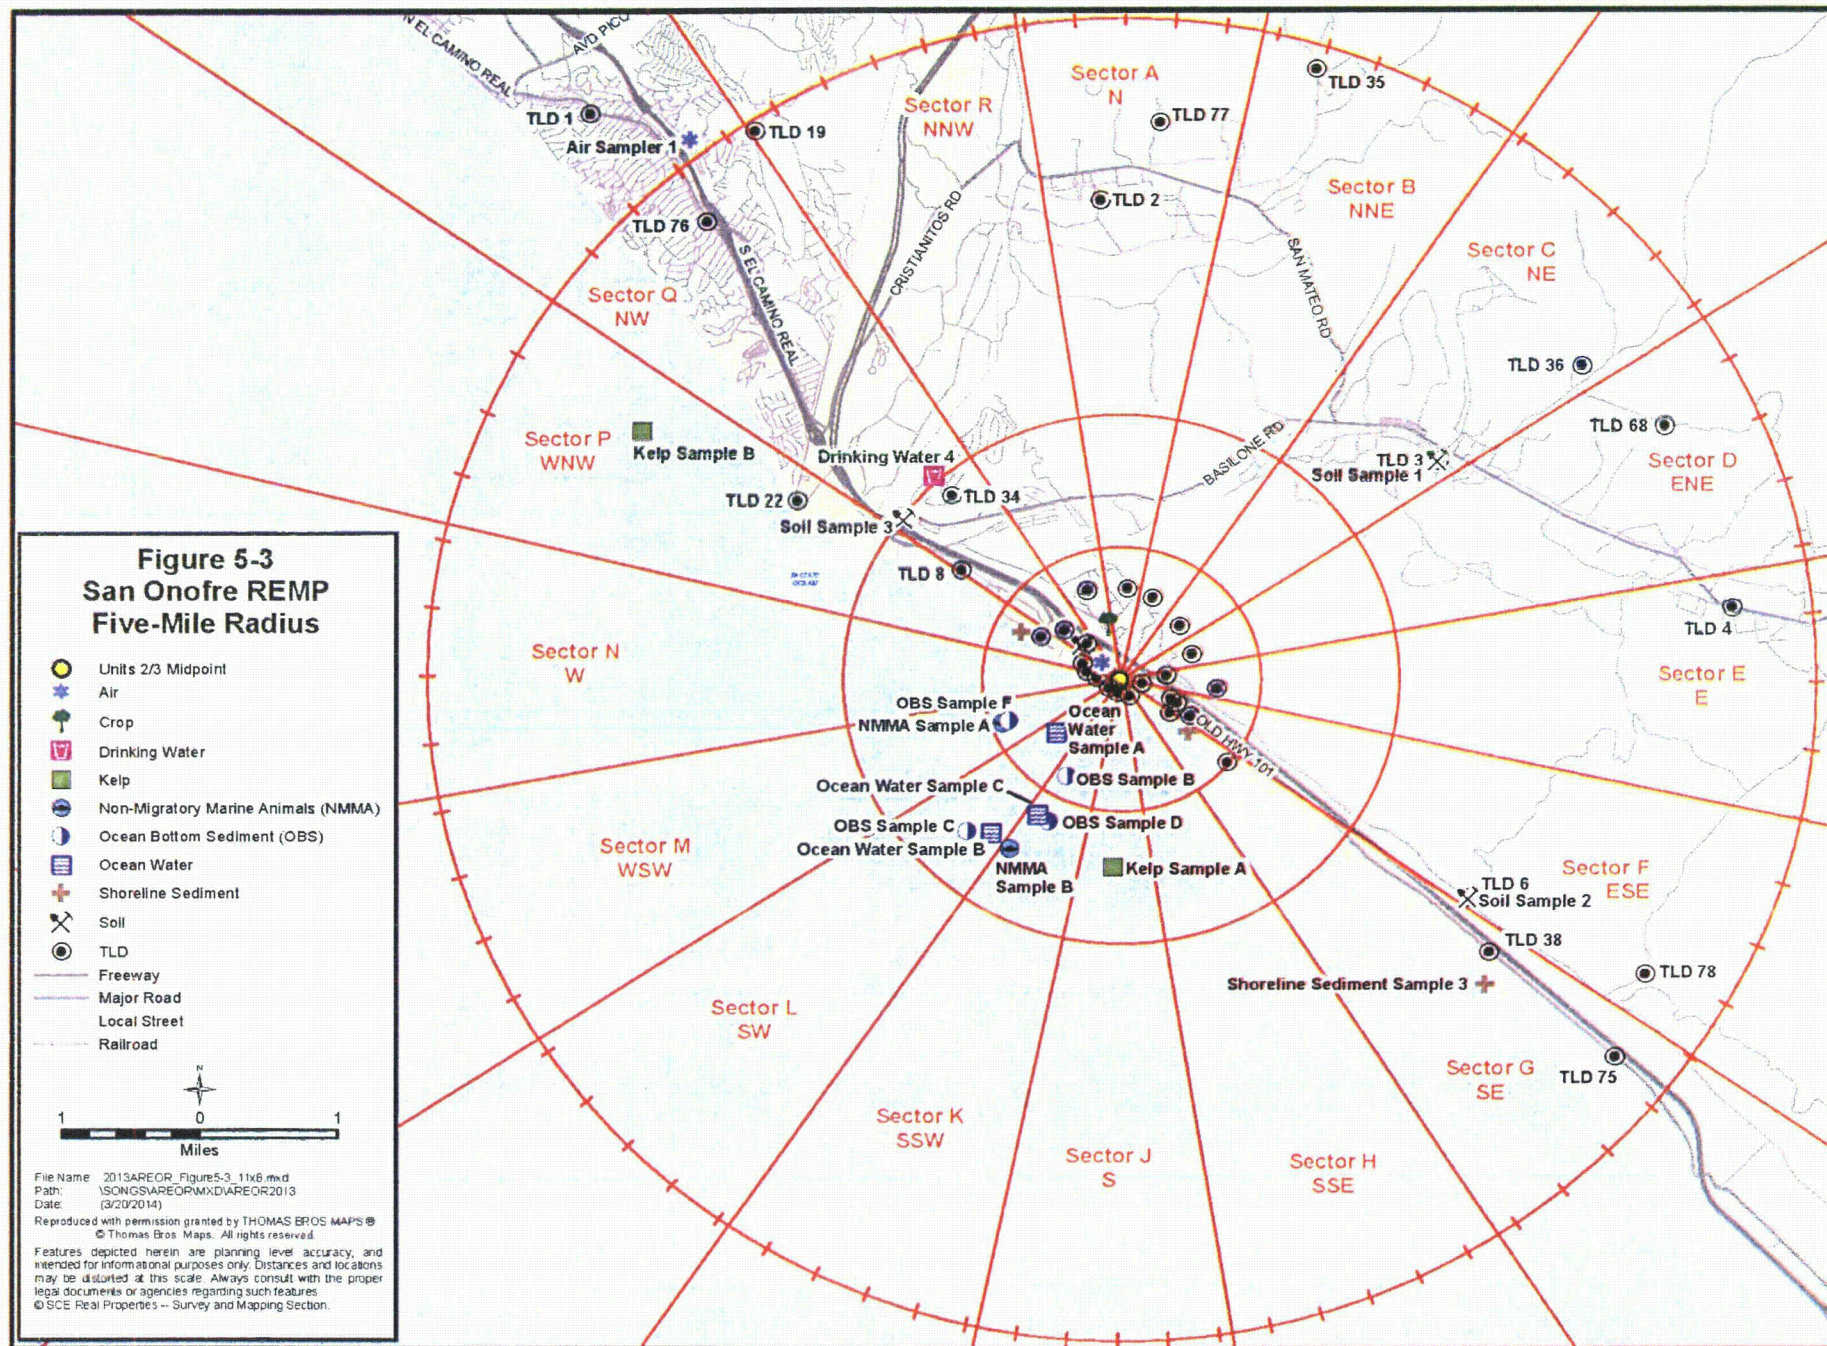 N EL CAMINO REAL
AVD PICO
TLD 1
Air Sampler 1
TLD 19
Sector R
NNW
Sector A
N
TLD 77
TLD 35
TLD 2
Sector B
NNE
TLD 76
S EL CAMINO REAL
CRISTIANITOS RD
SAN MATEO RD
Sector C
NE
Sector Q
NW
TLD 36
TLD 68
Sector P
WNW
Kelp Sample B
Drinking Water 4
TLD 34
BASILONE RD
TLD 3
Soil Sample 1
Sector D
ENE
TLD 22
Soil Sample 3
TLD 8
TLD 4
Sector N
W
Sector E
E
OBS Sample F
NMMA Sample A
Ocean
Water
Sample A
OLD HWY 101
OBS Sample B
Ocean Water Sample C
OBS Sample C
OBS Sample D
Ocean Water Sample B
NMMA
Sample B
Kelp Sample A
Sector M
WSW
Sector F
ESE
TLD 6
Soil Sample 2
TLD 38
TLD 78
Shoreline Sediment Sample 3
Sector L
SW
Sector G
SE
TLD 75
Sector K
SSW
Sector J
S
Sector H
SSE
Figure 5-3
San Onofre REMP
Five-Mile Radius
Units 2/3 Midpoint
Air
Crop
Drinking Water
Kelp
Non-Migratory Marine Animals (NMMA)
Ocean Bottom Sediment (OBS)
Ocean Water
Shoreline Sediment
Soil
TLD
Freeway
Major Road
Local Street
Railroad
N
1 0 1
Miles
File Name: 2013AREOR_Figure5-3_11x8.mxd
Path: \SONGS\AREOR\MXD\AREOR2013
Date: (3/20/2014)
Reproduced with permission granted by THOMAS BROS MAPS ®
© Thomas Bros. Maps. All rights reserved.
Features depicted herein are planning level accuracy, and
intended for informational purposes only. Distances and locations
may be distorted at this scale. Always consult with the proper
legal documents or agencies regarding such features.
© SCE Real Properties -- Survey and Mapping Section.